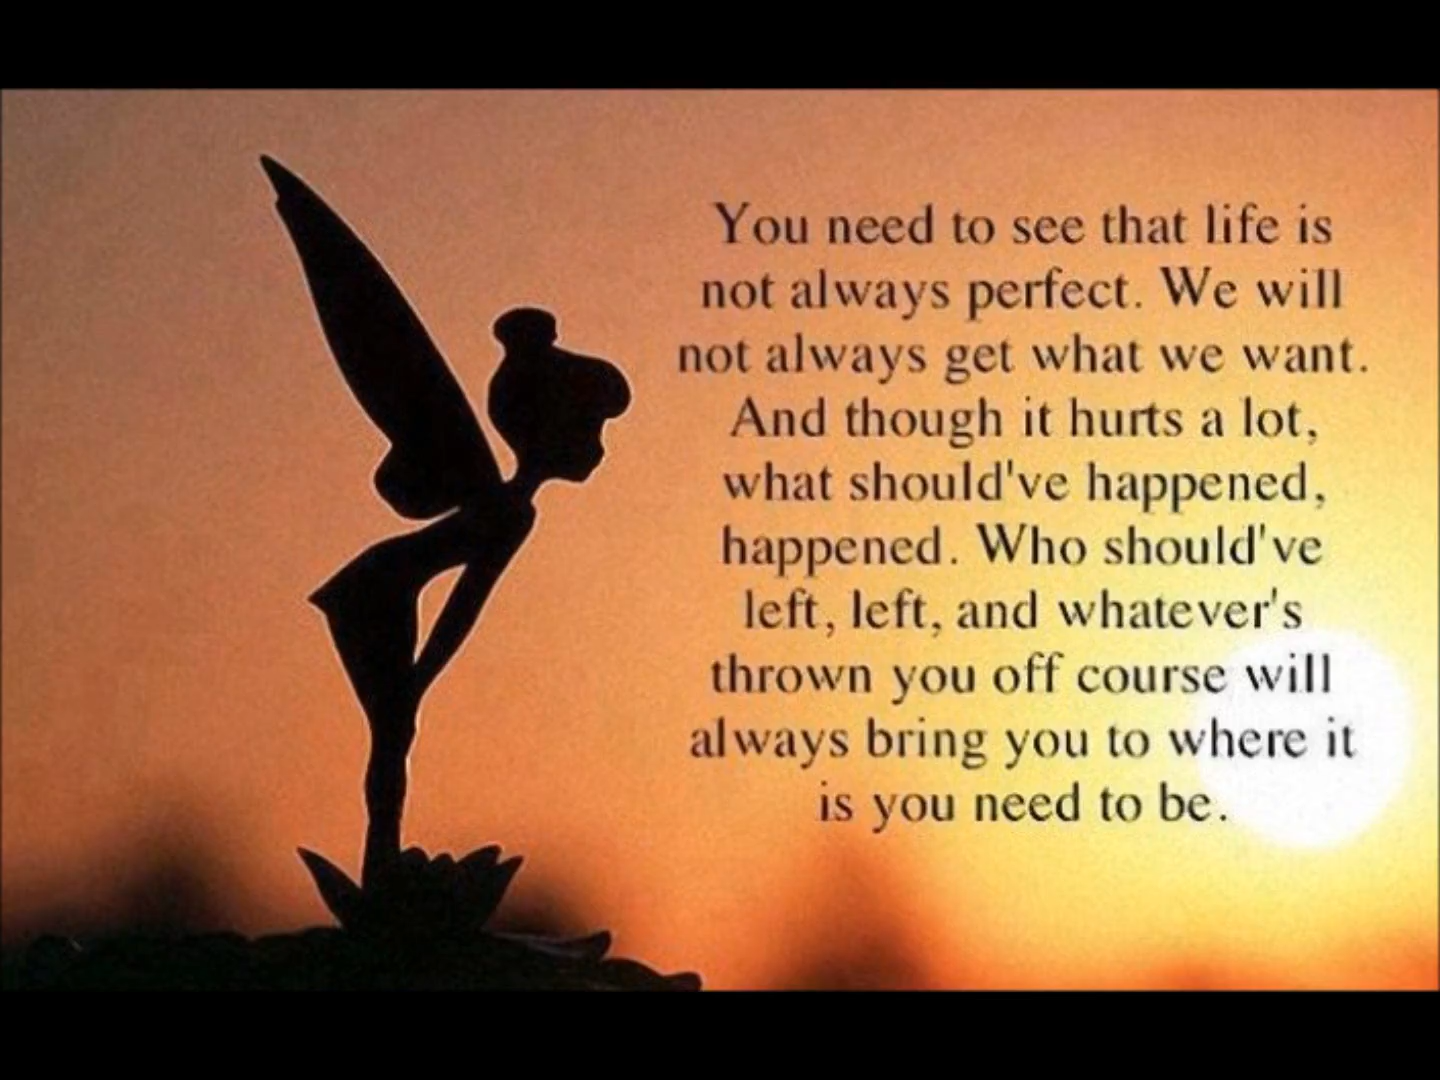 You need to see that life is
not always perfect. We will
not always get what we want.
And though it hurts a lot,
what should've happened,
happened. Who should've
left, left, and whatever's
thrown you off course will
always bring you to where it
is you need to be.